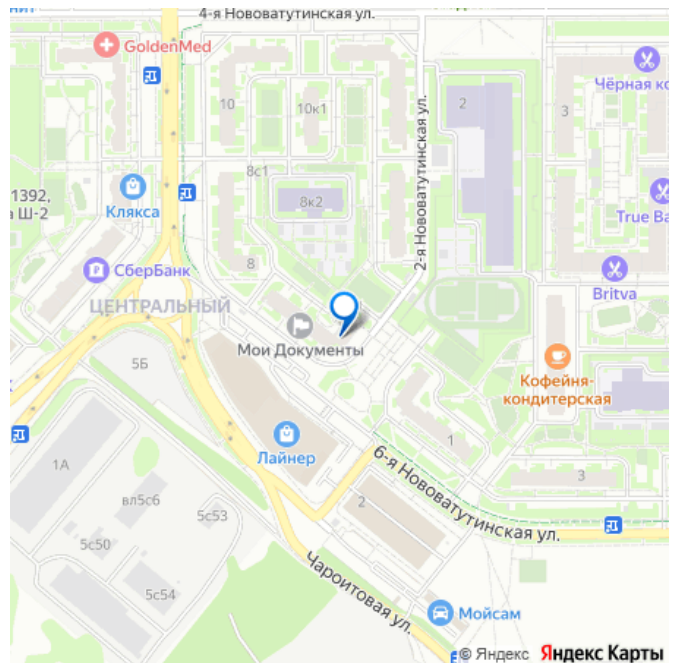 4-я Нововатутинская ул.
GoldenMed
2
Чёрная ко
10
10к1
3
2-я Нововатутинская ул.
1392,
Ш-2
Клякса
8с1
8к2
True Ba
СберБанк
8
Britva
ЦЕНТРАЛЬНЫЙ
Мои Документы
5Б
Кофейня-
кондитерская
Лайнер
1
6-я Нововатутинская ул.
1А
3
вл5с6
2
5с53
5с50
5с54
Чароитовая ул.
Мойсам
© Яндекс Яндекс Карты